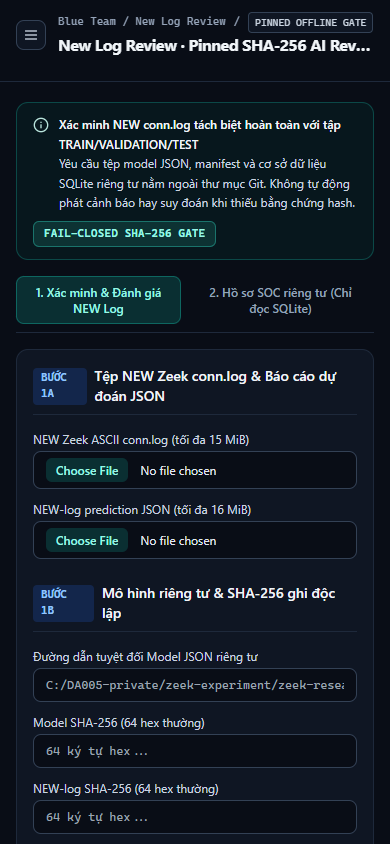 Blue Team / New Log Review /
PINNED OFFLINE GATE
New Log Review · Pinned SHA-256 AI Rev...
Xác minh NEW conn.log tách biệt hoàn toàn với tập
TRAIN/VALIDATION/TEST
Yêu cầu tệp model JSON, manifest và cơ sở dữ liệu
SQLite riêng tư nằm ngoài thư mục Git. Không tự động
phát cảnh báo hay suy đoán khi thiếu bằng chứng hash.
FAIL-CLOSED SHA-256 GATE
1. Xác minh & Đánh giá
NEW Log
2. Hồ sơ SOC riêng tư (Chỉ
đọc SQLite)
BƯỚC
1A
Tệp NEW Zeek conn.log & Báo cáo dự
đoán JSON
NEW Zeek ASCII conn.log (tối đa 15 MiB)
Choose File No file chosen
NEW-log prediction JSON (tối đa 16 MiB)
Choose File No file chosen
BƯỚC
1B
Mô hình riêng tư & SHA-256 ghi độc
lập
Đường dẫn tuyệt đối Model JSON riêng tư
C:/DA005-private/zeek-experiment/zeek-resea
Model SHA-256 (64 hex thường)
64 ký tự hex...
NEW-log SHA-256 (64 hex thường)
64 ký tự hex...